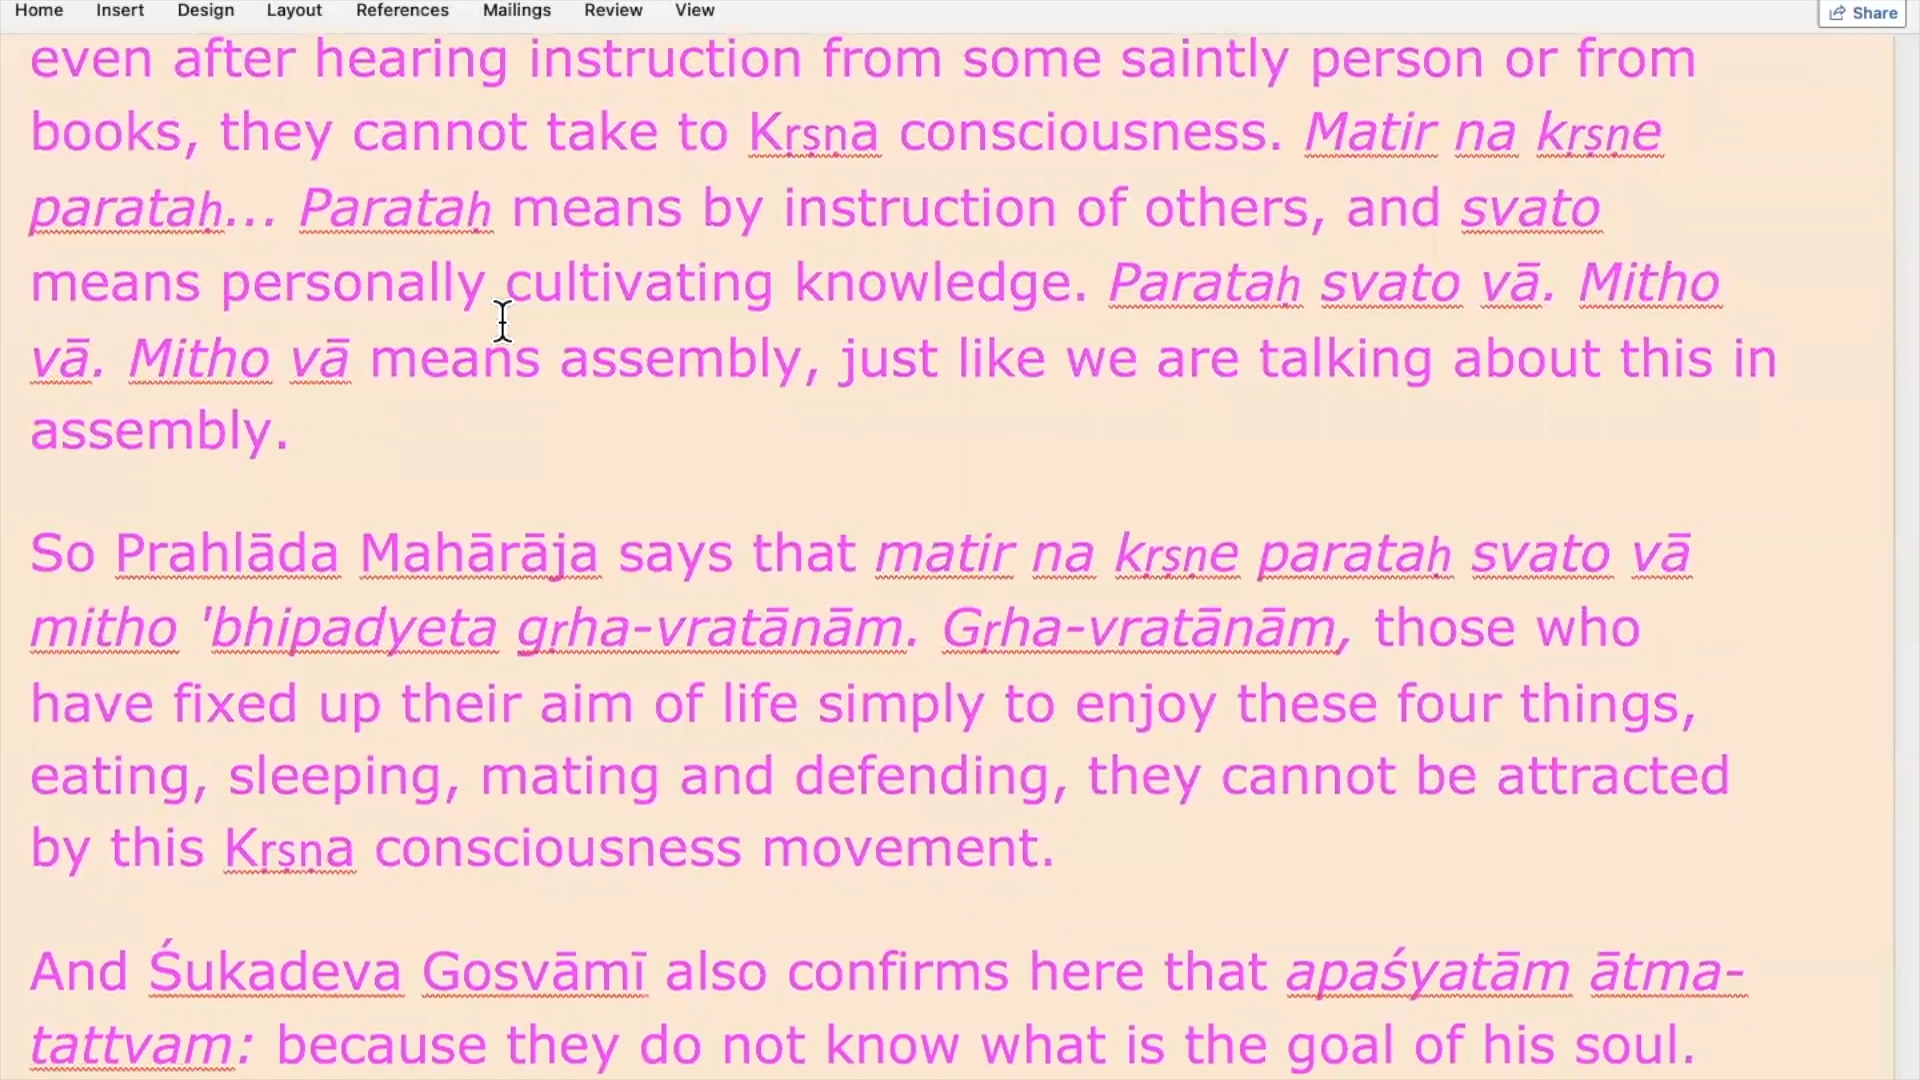 Home Insert Design Layout References Mailings Review View Share
even after hearing instruction from some saintly person or from
books, they cannot take to Kṛṣṇa consciousness. Matir na kṛṣṇe
parataḥ... Parataḥ means by instruction of others, and svato
means personally cultivating knowledge. Parataḥ svato vā. Mitho
vā. Mitho vā means assembly, just like we are talking about this in
assembly.
So Prahlāda Mahārāja says that matir na kṛṣṇe parataḥ svato vā
mitho 'bhipadyeta gṛha-vratānām. Gṛha-vratānām, those who
have fixed up their aim of life simply to enjoy these four things,
eating, sleeping, mating and defending, they cannot be attracted
by this Kṛṣṇa consciousness movement.
And Śukadeva Gosvāmī also confirms here that apaśyatām ātma-
tattvam: because they do not know what is the goal of his soul.